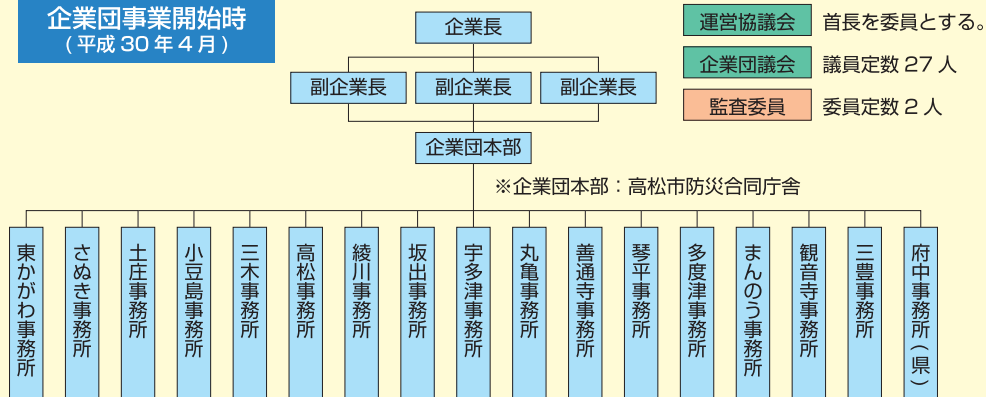 企業団事業開始時
(平成30年4月)
企業長
副企業長
副企業長
副企業長
企業団本部
運営協議会 首長を委員とする。
企業団議会 議員定数27人
監査委員 委員定数2人
※企業団本部：高松市防災合同庁舎
東かがわ事務所
さぬき事務所
土庄事務所
小豆島事務所
三木事務所
高松事務所
綾川事務所
坂出事務所
宇多津事務所
丸亀事務所
善通寺事務所
琴平事務所
多度津事務所
まんのう事務所
観音寺事務所
三豊事務所
府中事務所(県)